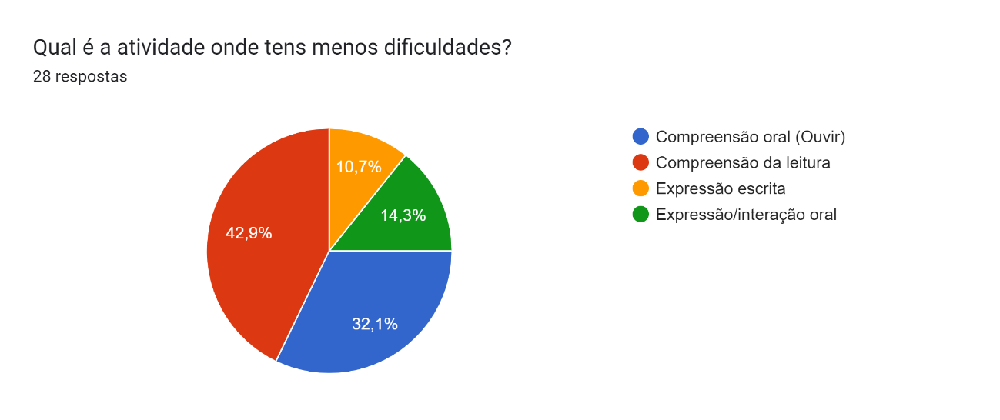 Qual é a atividade onde tens menos dificuldades?
28 respostas
10,7%
14,3%
42,9%
32,1%
Compreensão oral (Ouvir)
Compreensão da leitura
Expressão escrita
Expressão/interação oral